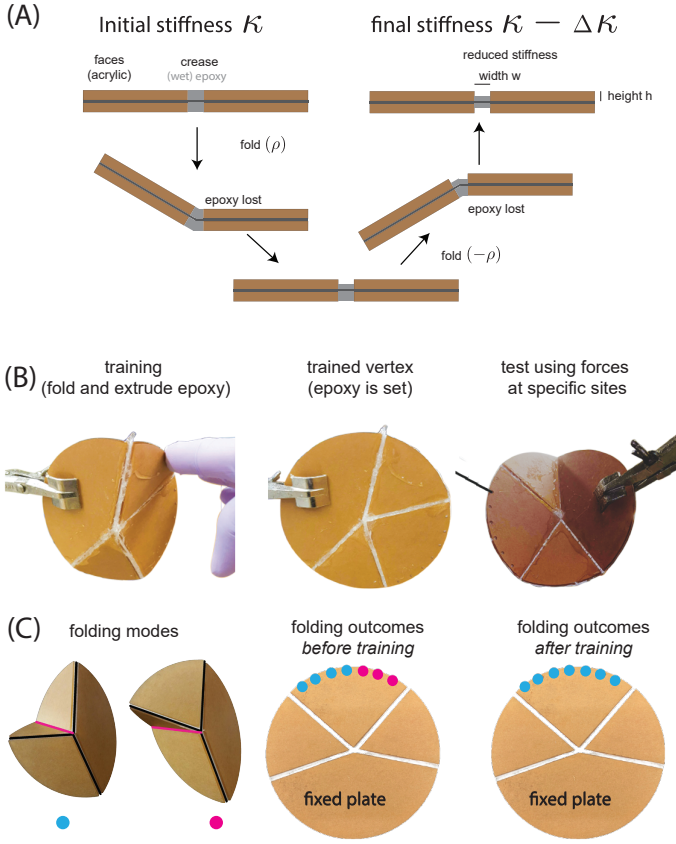 (A)
Initial stiffness κ
final stiffness κ − Δκ
faces
(acrylic)
crease
(wet) epoxy
reduced stiffness
width w
height h
fold (ρ)
epoxy lost
epoxy lost
fold (−ρ)
(B)
training
(fold and extrude epoxy)
trained vertex
(epoxy is set)
test using forces
at specific sites
(C)
folding modes
folding outcomes
before training
folding outcomes
after training
fixed plate
fixed plate